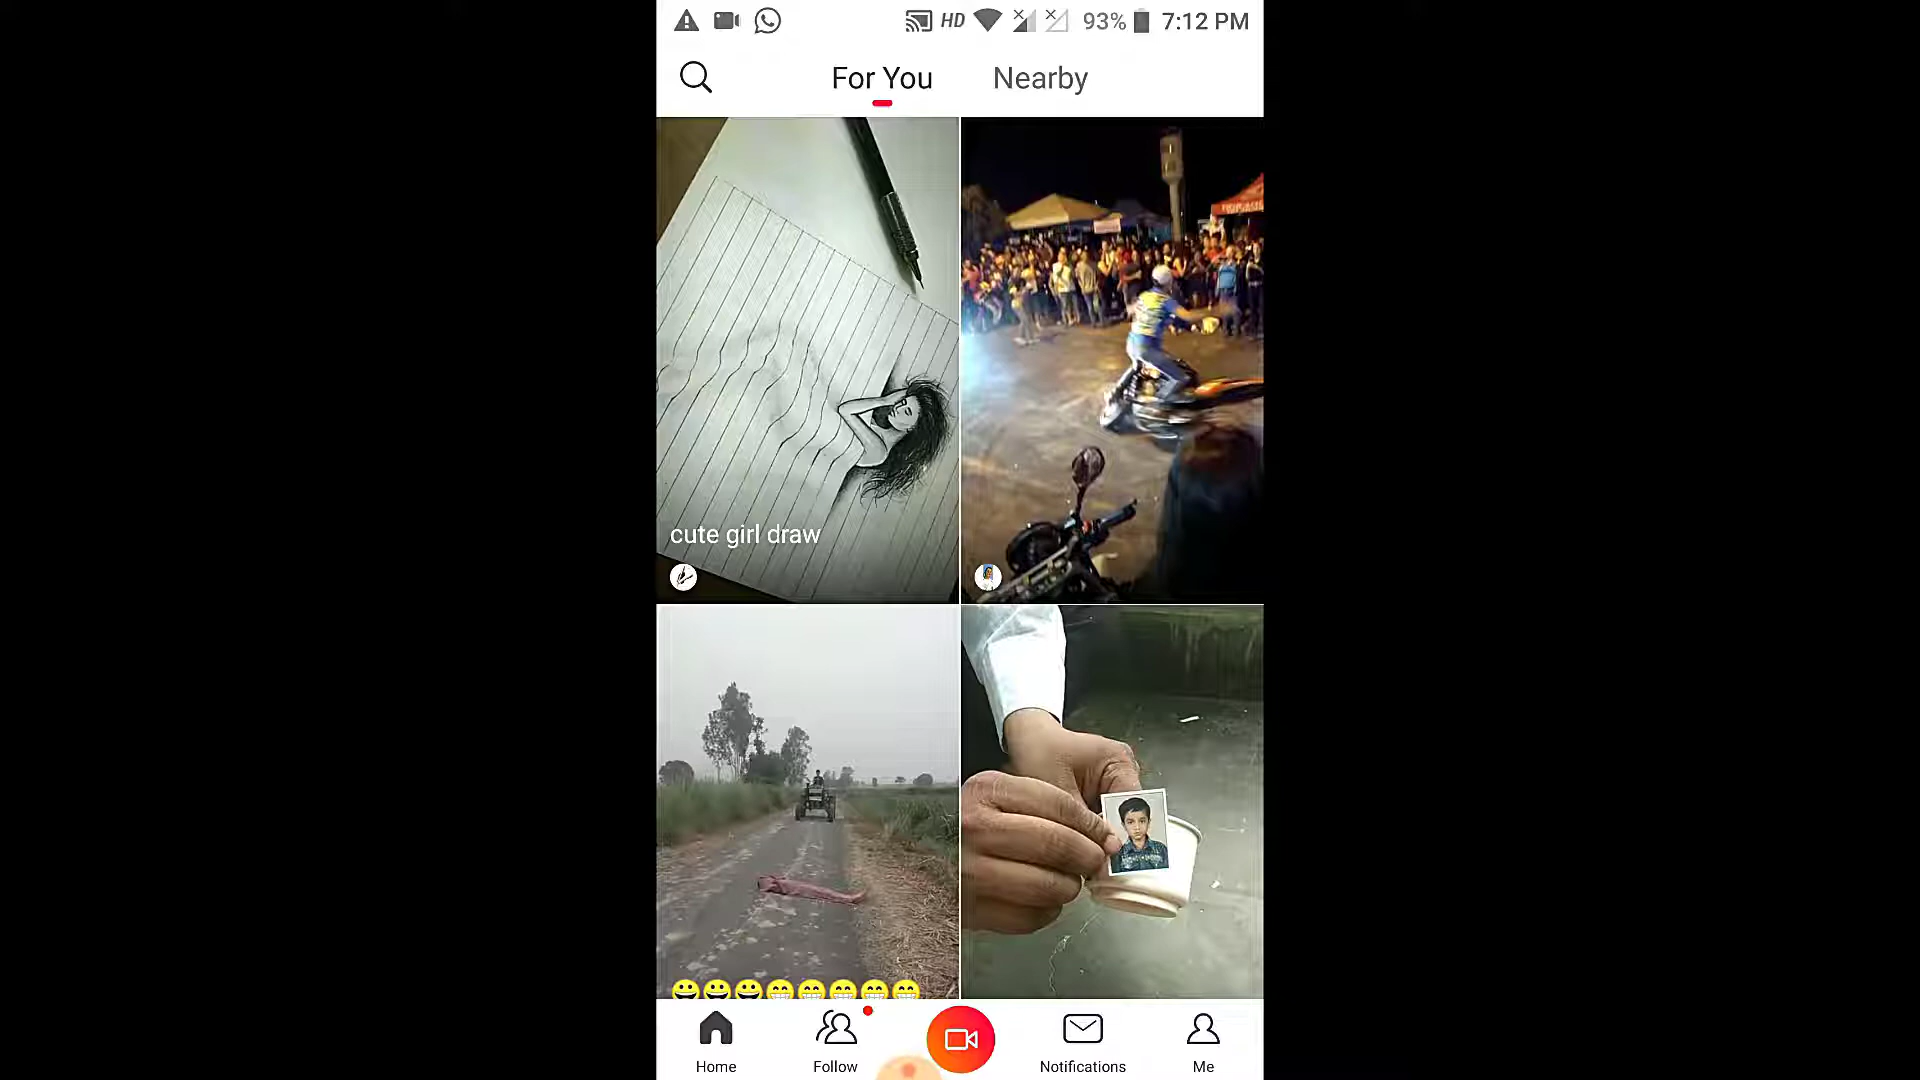 HD 93% 7:12 PM
For You Nearby
cute girl draw
Home Follow Notifications Me